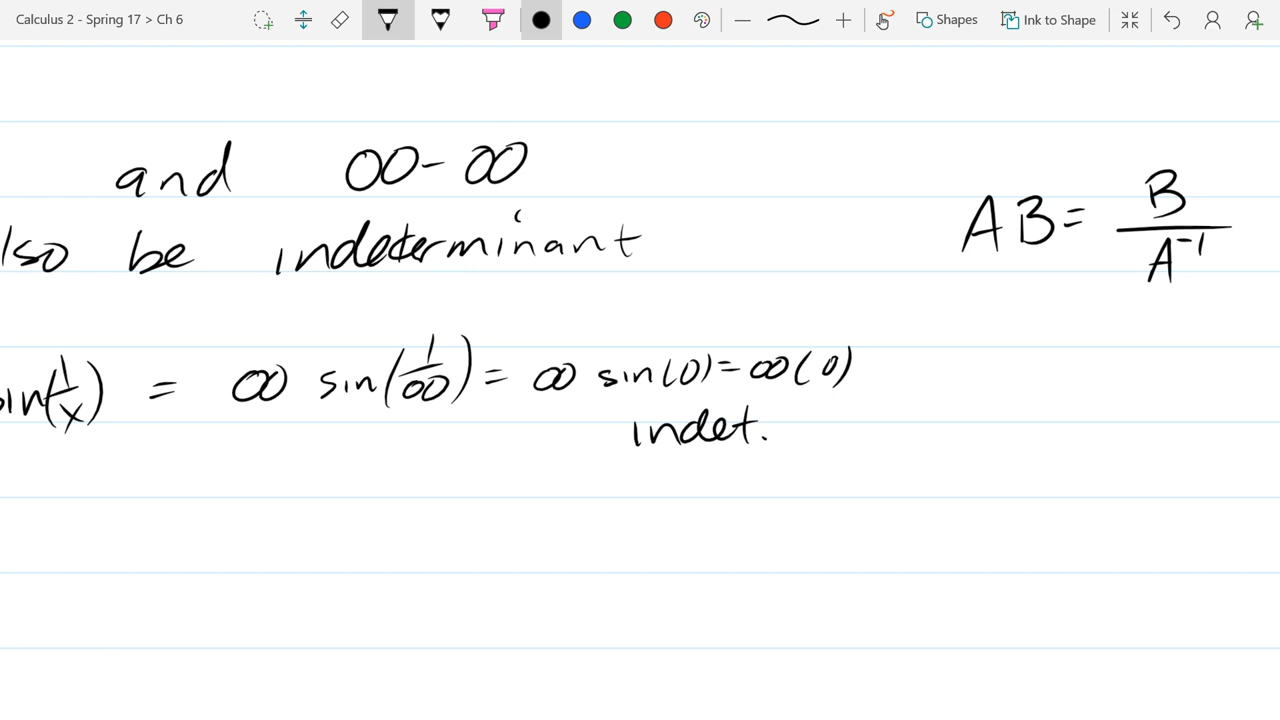 Calculus 2 - Spring 17 > Ch 6 Shapes Ink to Shape
and ∞-∞
lso be indeterminant
AB = B/A⁻¹
in(1/x) = ∞ sin(1/∞) = ∞ sin(0) = ∞(0)
indet.